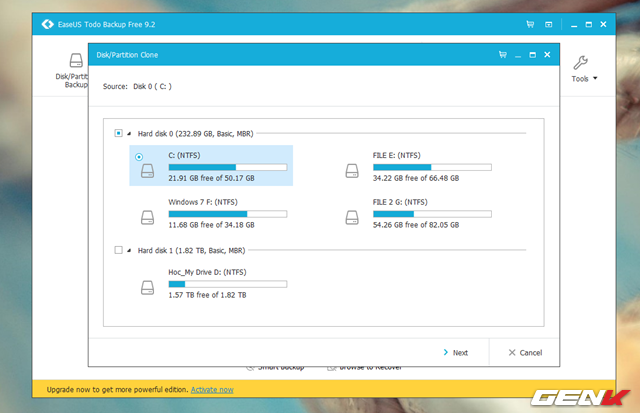 EaseUS Todo Backup Free 9.2
Disk/Partition Clone
Tools
Source: Disk 0 ( C: )
Hard disk 0 (232.89 GB, Basic, MBR)
C: (NTFS)
21.91 GB free of 50.17 GB
FILE E: (NTFS)
34.22 GB free of 66.48 GB
Windows 7 F: (NTFS)
11.68 GB free of 34.18 GB
FILE 2 G: (NTFS)
54.26 GB free of 82.05 GB
Hard disk 1 (1.82 TB, Basic, MBR)
Hoc_My Drive D: (NTFS)
1.57 TB free of 1.82 TB
Next
Cancel
Smart Backup
Browse to Recover
Upgrade now to get more powerful edition. Activate now
GENK